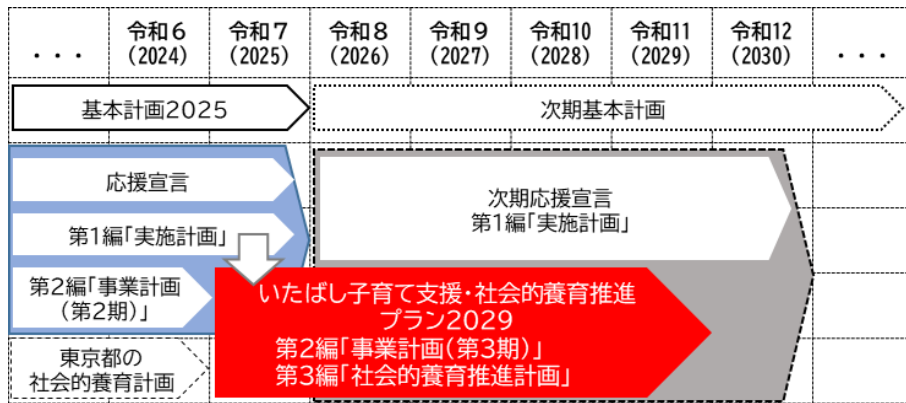 ・・・
令和6
(2024)
令和7
(2025)
令和8
(2026)
令和9
(2027)
令和10
(2028)
令和11
(2029)
令和12
(2030)
・・・
基本計画2025
次期基本計画
応援宣言
第1編「実施計画」
第2編「事業計画
(第2期)」
東京都の
社会的養育計画
次期応援宣言
第1編「実施計画」
いたばし子育て支援・社会的養育推進
プラン2029
第2編「事業計画(第3期)」
第3編「社会的養育推進計画」